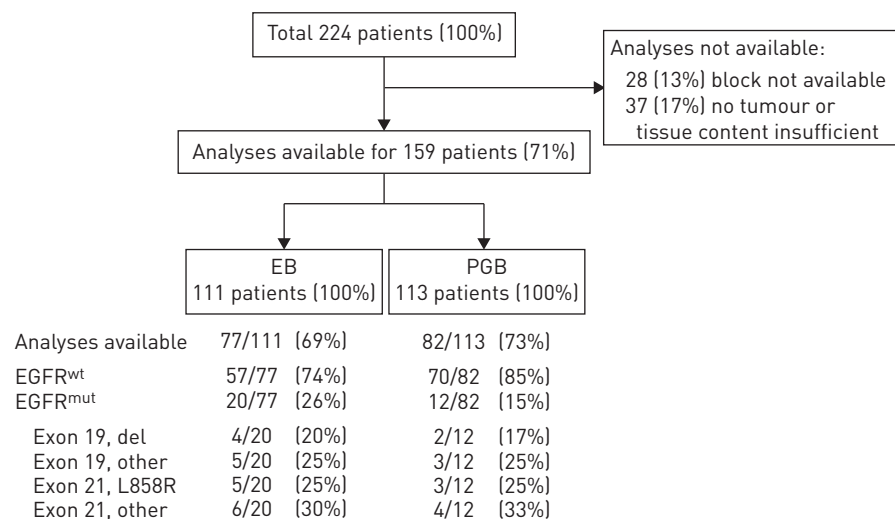 Total 224 patients (100%)
Analyses not available:
28 (13%) block not available
37 (17%) no tumour or
tissue content insufficient
Analyses available for 159 patients (71%)
EB
111 patients (100%)
PGB
113 patients (100%)
Analyses available 77/111 (69%) 82/113 (73%)
EGFRwt 57/77 (74%) 70/82 (85%)
EGFRmut 20/77 (26%) 12/82 (15%)
Exon 19, del 4/20 (20%) 2/12 (17%)
Exon 19, other 5/20 (25%) 3/12 (25%)
Exon 21, L858R 5/20 (25%) 3/12 (25%)
Exon 21, other 6/20 (30%) 4/12 (33%)